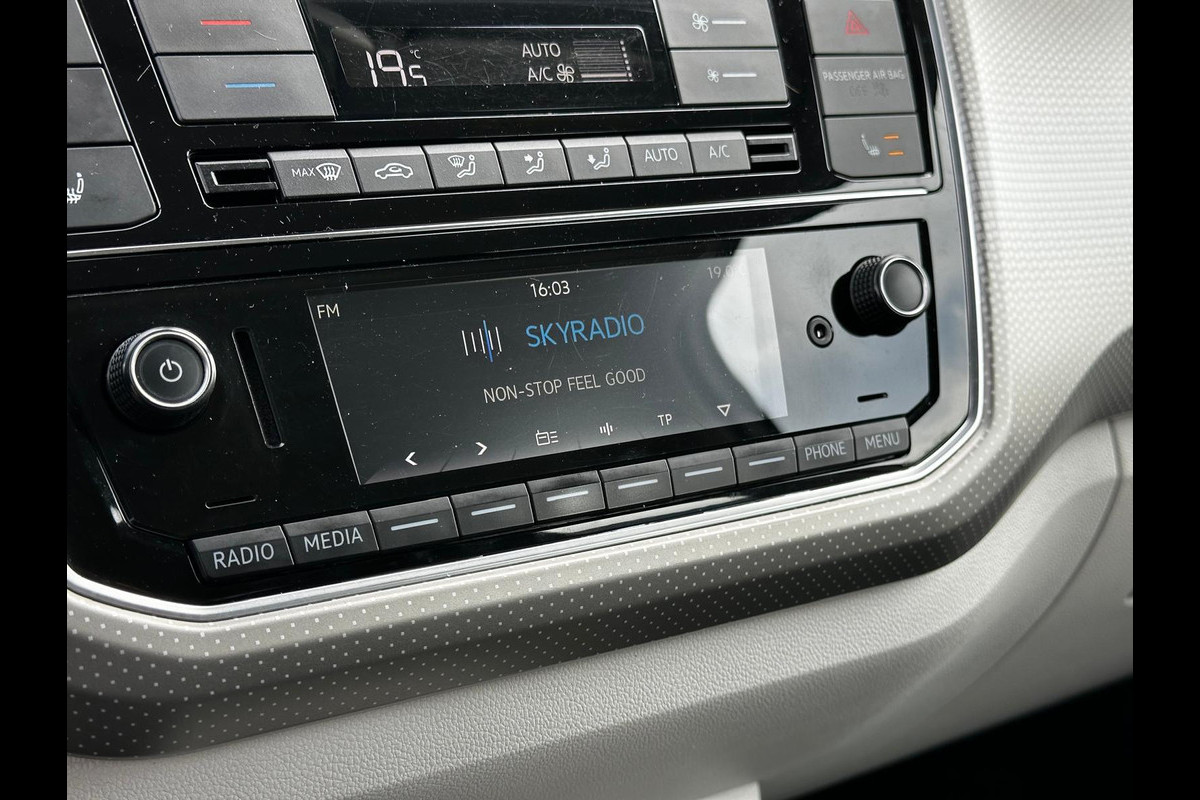 19.5 °C
AUTO
A/C
PASSENGER AIR BAG
OFF
MAX
AUTO
A/C
FM
16:03
SKYRADIO
NON-STOP FEEL GOOD
TP
RADIO
MEDIA
PHONE
MENU